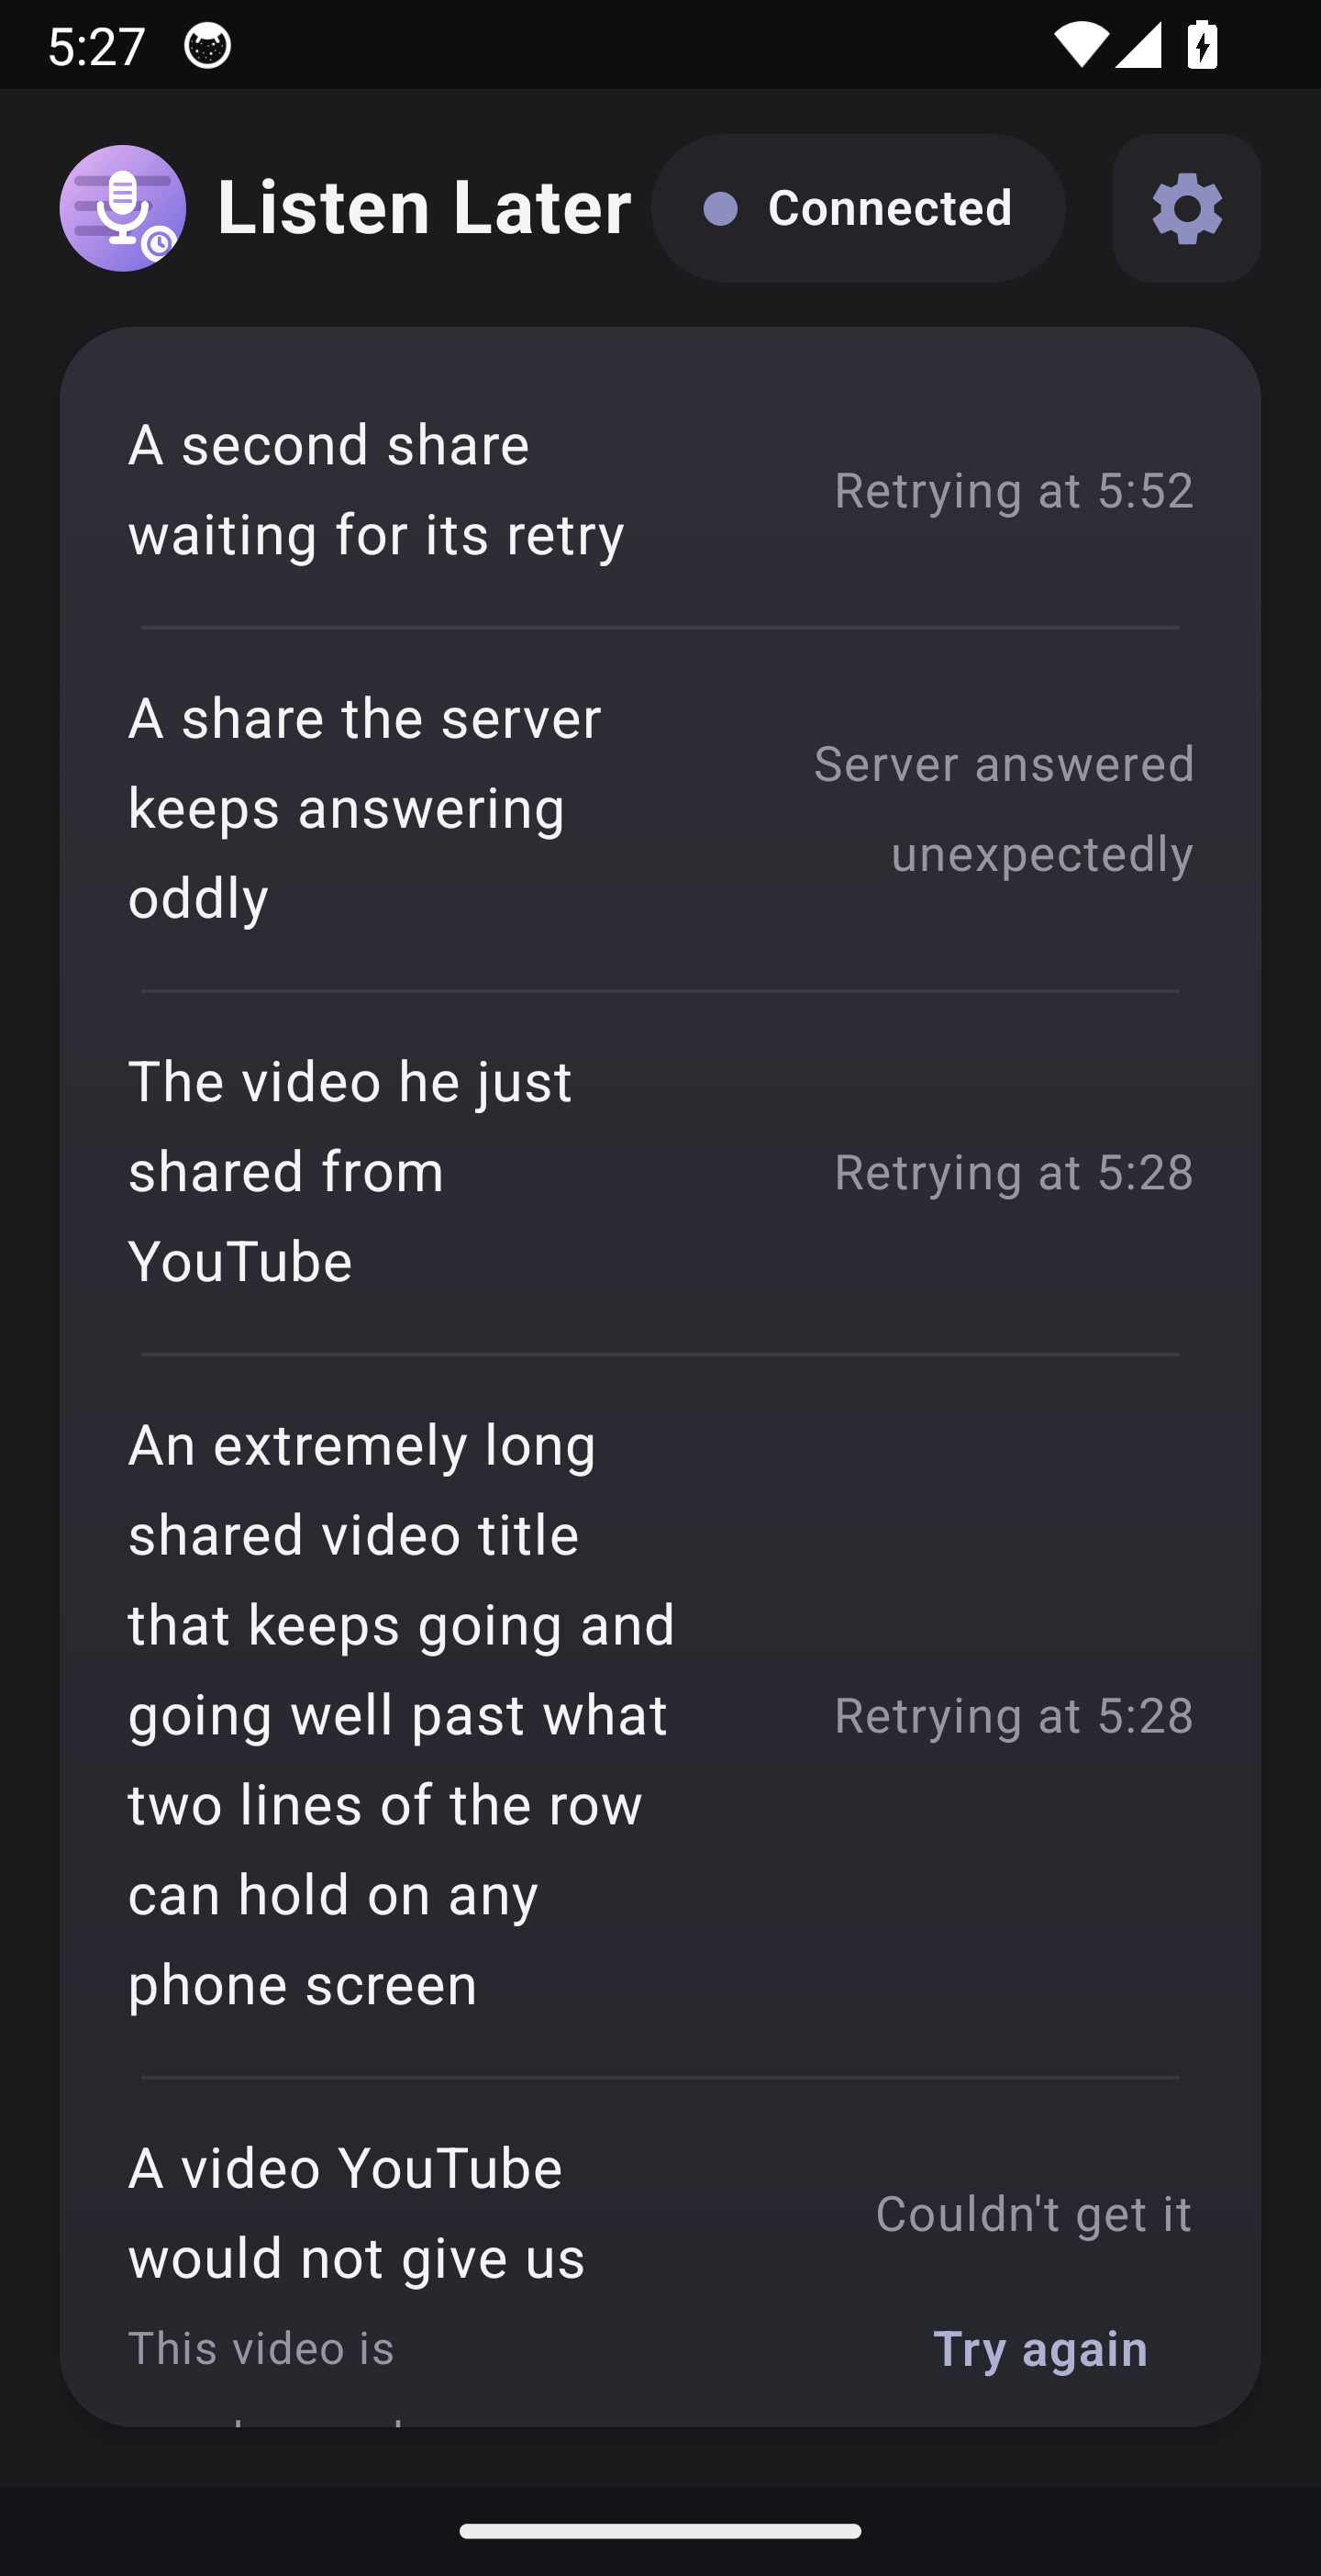 5:27
Listen Later
Connected
A second share
waiting for its retry
Retrying at 5:52
A share the server
keeps answering
oddly
Server answered
unexpectedly
The video he just
shared from
YouTube
Retrying at 5:28
An extremely long
shared video title
that keeps going and
going well past what
two lines of the row
can hold on any
phone screen
Retrying at 5:28
A video YouTube
would not give us
Couldn't get it
This video is
Try again